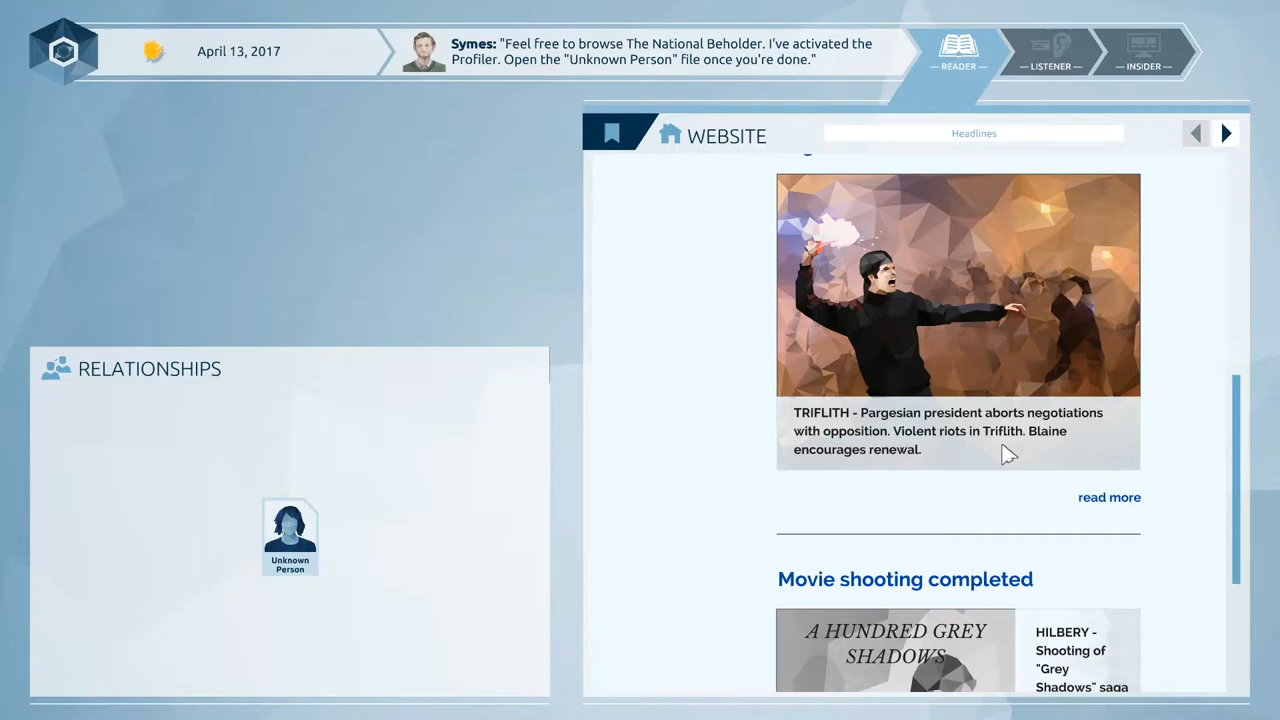 April 13, 2017
Symes: "Feel free to browse The National Beholder. I've activated the
Profiler. Open the "Unknown Person" file once you're done."
— READER —
— LISTENER —
— INSIDER —
WEBSITE
Headlines
TRIFLITH - Pargesian president aborts negotiations
with opposition. Violent riots in Triflith. Blaine
encourages renewal.
read more
Movie shooting completed
A HUNDRED GREY
SHADOWS
HILBERY -
Shooting of
"Grey
Shadows" saga
RELATIONSHIPS
Unknown
Person